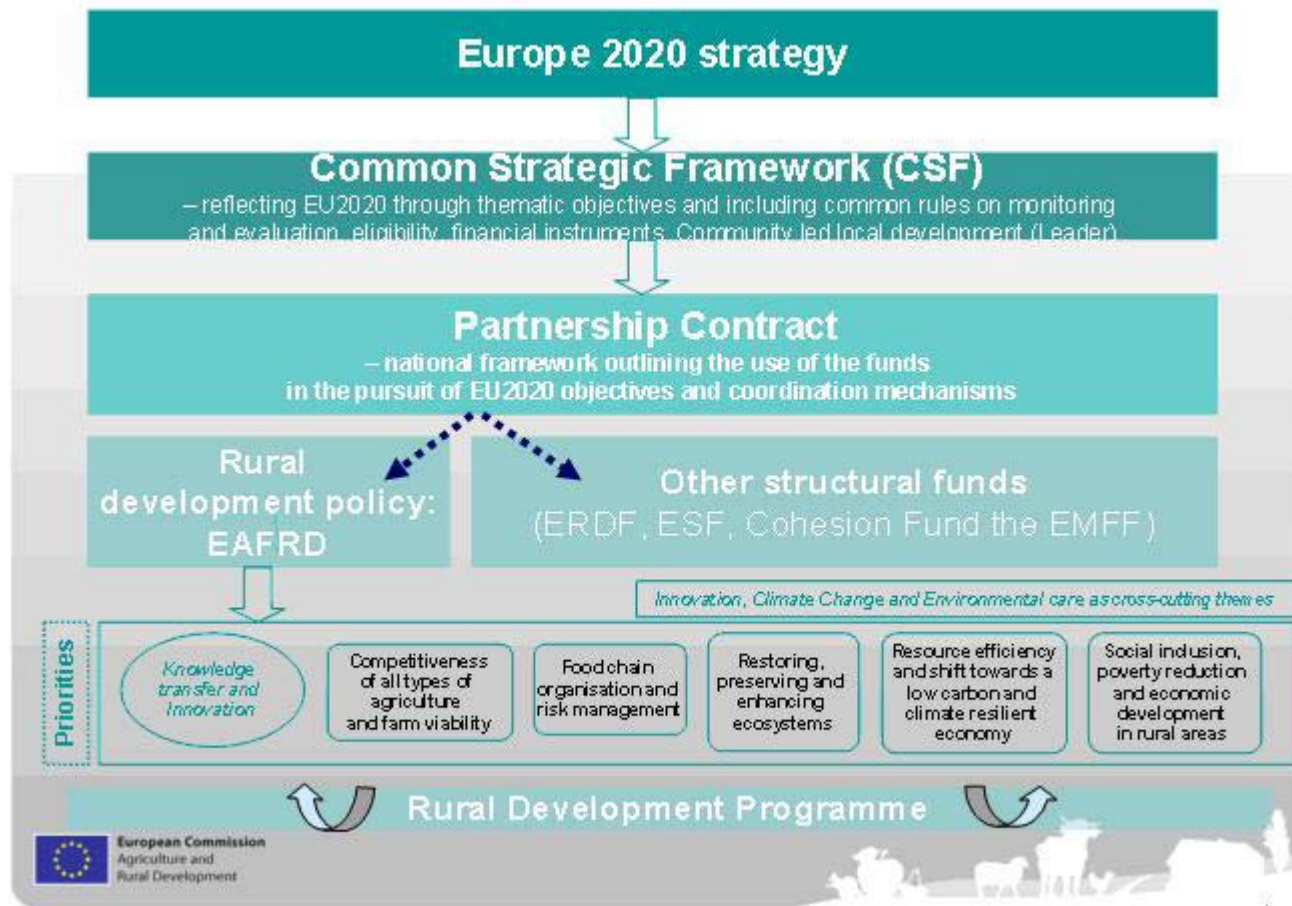 Europe 2020 strategy
Common Strategic Framework (CSF)
– reflecting EU2020 through thematic objectives and including common rules on monitoring
and evaluation, eligibility, financial instruments, Community led local development (Leader)
Partnership Contract
– national framework outlining the use of the funds
in the pursuit of EU2020 objectives and coordination mechanisms
Rural
development policy:
EAFRD
Other structural funds
(ERDF, ESF, Cohesion Fund the EMFF)
Innovation, Climate Change and Environmental care as cross-cutting themes
Priorities
Knowledge
transfer and
Innovation
Competitiveness
of all types of
agriculture
and farm viability
Food chain
organisation and
risk management
Restoring,
preserving and
enhancing
ecosystems
Resource efficiency
and shift towards a
low carbon and
climate resilient
economy
Social inclusion,
poverty reduction
and economic
development
in rural areas
Rural Development Programme
European Commission
Agriculture and
Rural Development